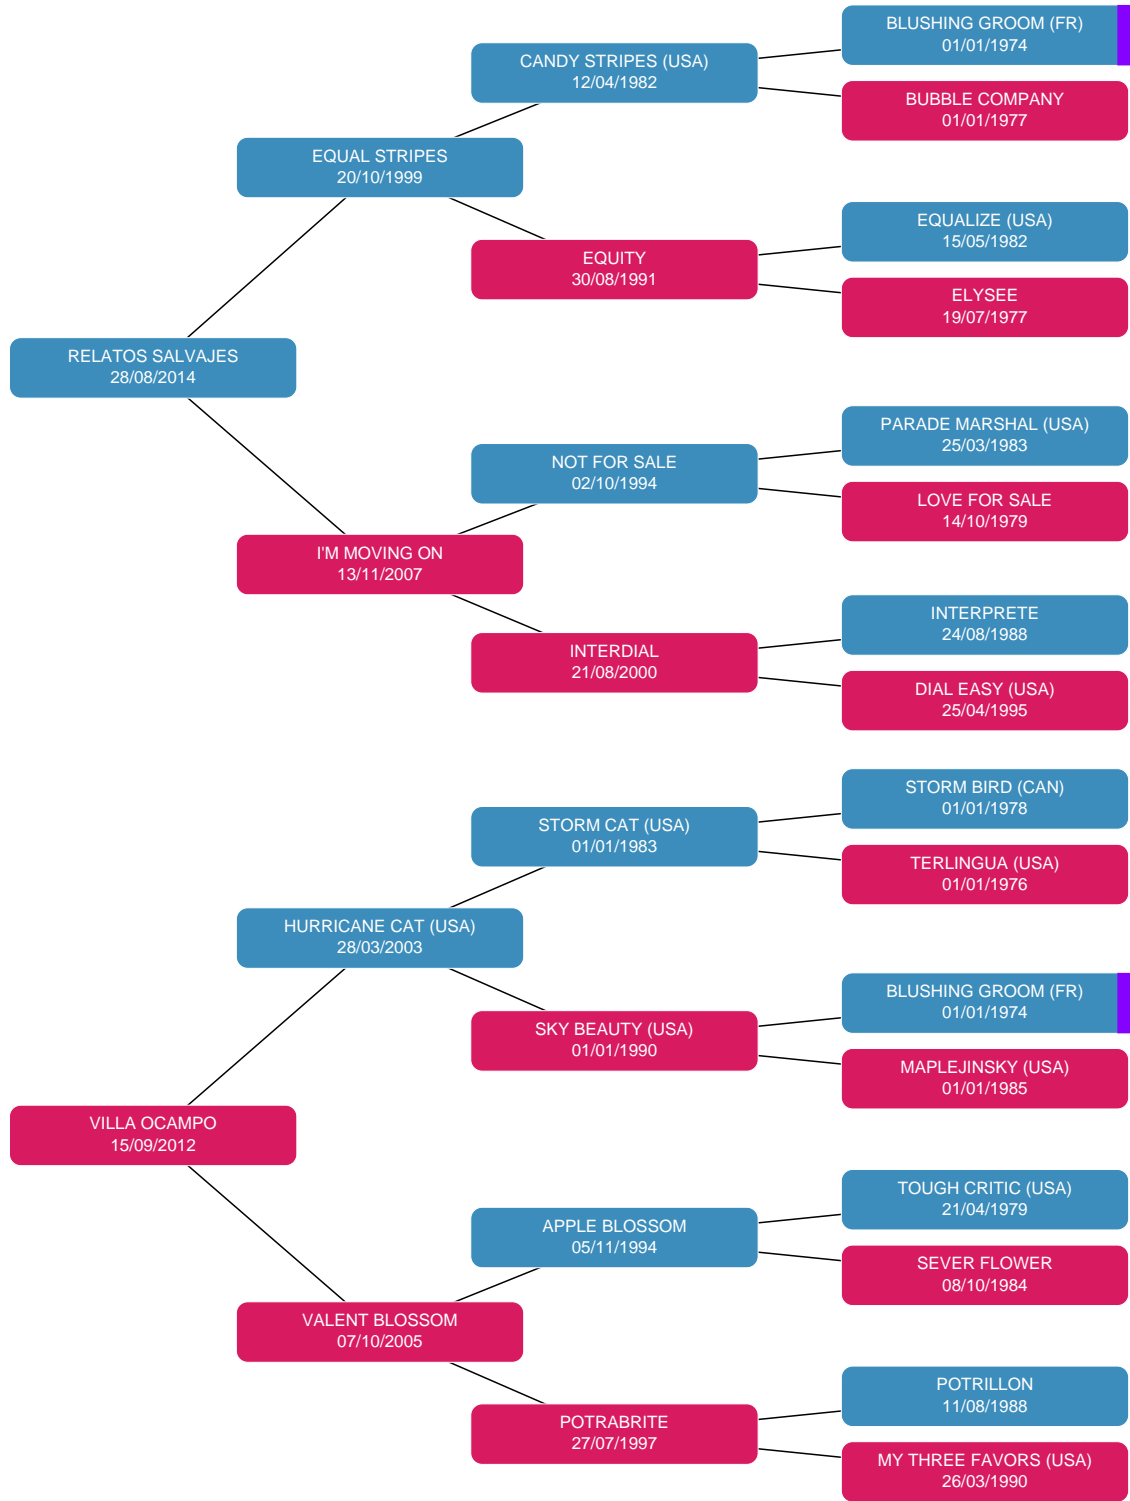 BLUSHING GROOM (FR)
01/01/1974
CANDY STRIPES (USA)
12/04/1982
BUBBLE COMPANY
01/01/1977
EQUAL STRIPES
20/10/1999
EQUALIZE (USA)
15/05/1982
EQUITY
30/08/1991
ELYSEE
19/07/1977
RELATOS SALVAJES
28/08/2014
PARADE MARSHAL (USA)
25/03/1983
NOT FOR SALE
02/10/1994
LOVE FOR SALE
14/10/1979
I'M MOVING ON
13/11/2007
INTERPRETE
24/08/1988
INTERDIAL
21/08/2000
DIAL EASY (USA)
25/04/1995
STORM BIRD (CAN)
01/01/1978
STORM CAT (USA)
01/01/1983
TERLINGUA (USA)
01/01/1976
HURRICANE CAT (USA)
28/03/2003
BLUSHING GROOM (FR)
01/01/1974
SKY BEAUTY (USA)
01/01/1990
MAPLEJINSKY (USA)
01/01/1985
VILLA OCAMPO
15/09/2012
TOUGH CRITIC (USA)
21/04/1979
APPLE BLOSSOM
05/11/1994
SEVER FLOWER
08/10/1984
VALENT BLOSSOM
07/10/2005
POTRILLON
11/08/1988
POTRABRITE
27/07/1997
MY THREE FAVORS (USA)
26/03/1990